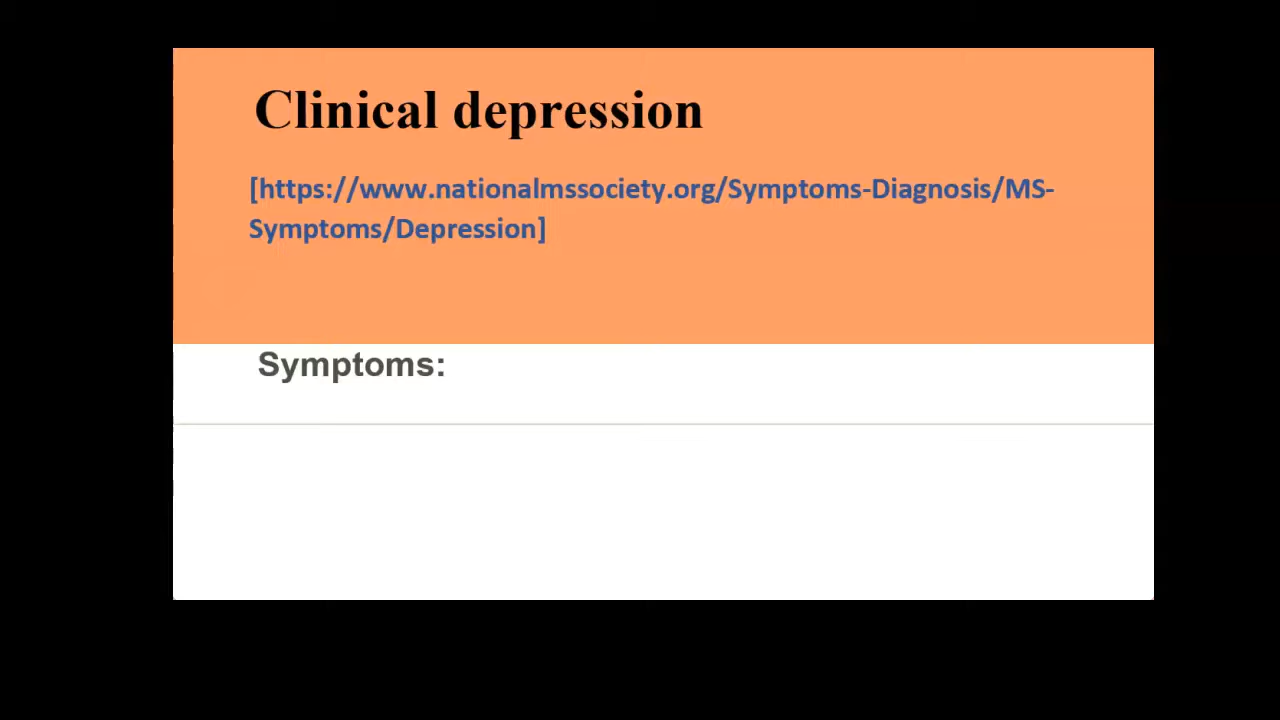 Clinical depression
[https://www.nationalmssociety.org/Symptoms-Diagnosis/MS-
Symptoms/Depression]
Symptoms: